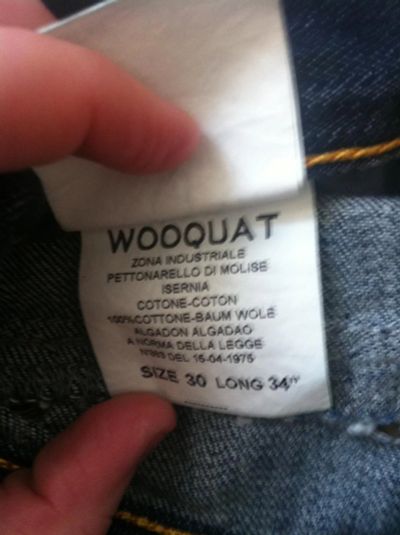 WOOQUAT
ZONA INDUSTRIALE
PETTONARELLO DI MOLISE
ISERNIA
COTONE-COTON
100%COTTONE-BAUM WOLE
ALGADON ALGADAO
A NORMA DELLA LEGGE
N°883 DEL 15-04-1975
SIZE 30 LONG 34"